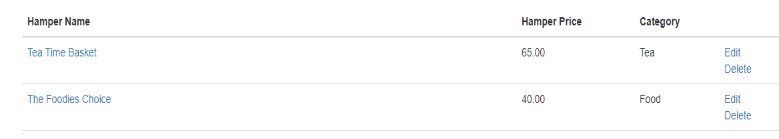 Hamper Name Hamper Price Category
Tea Time Basket 65.00 Tea Edit
Delete
The Foodies Choice 40.00 Food Edit
Delete